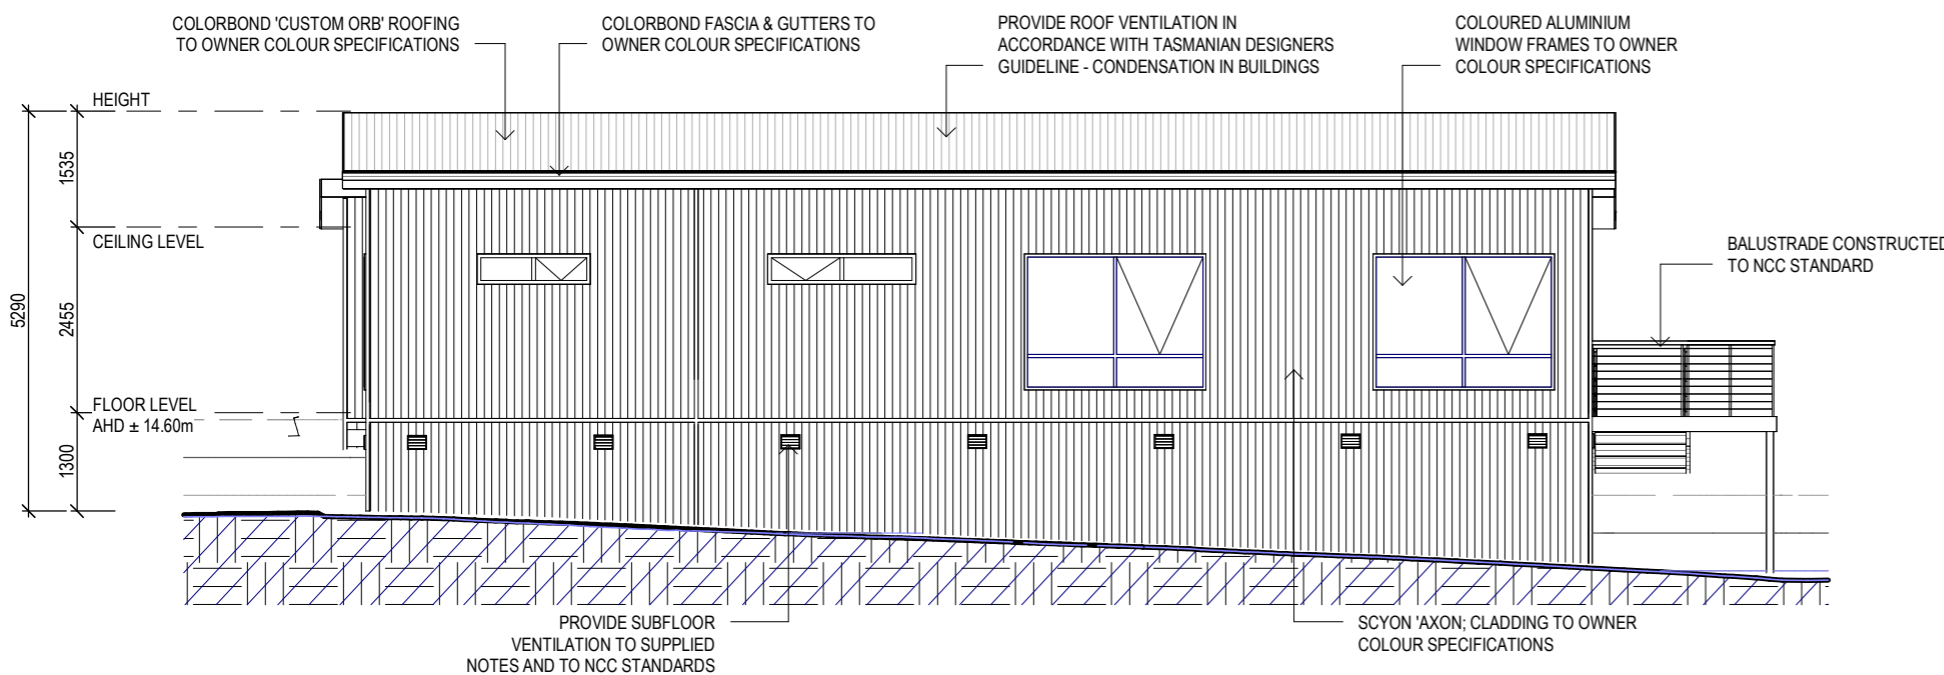 COLORBOND 'CUSTOM ORB' ROOFING
TO OWNER COLOUR SPECIFICATIONS
COLORBOND FASCIA & GUTTERS TO
OWNER COLOUR SPECIFICATIONS
PROVIDE ROOF VENTILATION IN
ACCORDANCE WITH TASMANIAN DESIGNERS
GUIDELINE - CONDENSATION IN BUILDINGS
COLOURED ALUMINIUM
WINDOW FRAMES TO OWNER
COLOUR SPECIFICATIONS
HEIGHT
1535
CEILING LEVEL
BALUSTRADE CONSTRUCTED
TO NCC STANDARD
5290
2455
FLOOR LEVEL
AHD ± 14.60m
1300
PROVIDE SUBFLOOR
VENTILATION TO SUPPLIED
NOTES AND TO NCC STANDARDS
SCYON 'AXON; CLADDING TO OWNER
COLOUR SPECIFICATIONS